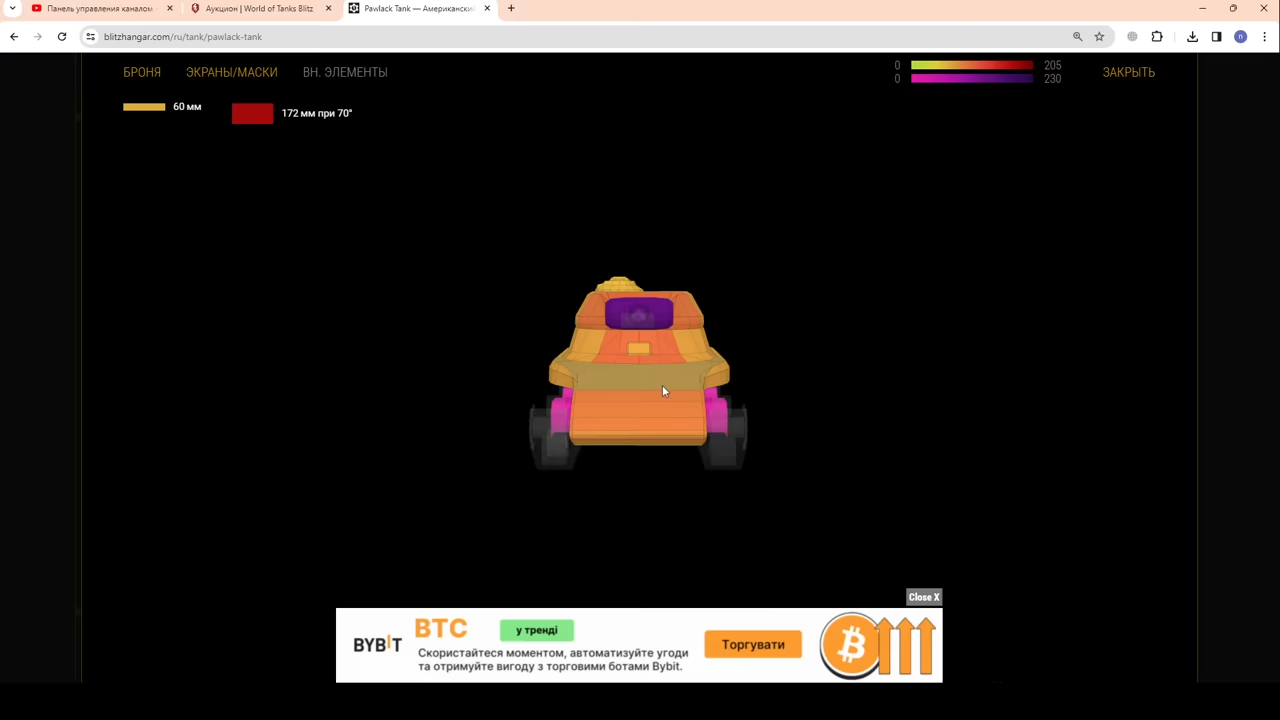 Панель управления каналом
Аукцион | World of Tanks Blitz
Pawlack Tank — Американски
blitzhangar.com/ru/tank/pawlack-tank
БРОНЯ
ЭКРАНЫ/МАСКИ
ВН. ЭЛЕМЕНТЫ
0
205
0
230
ЗАКРЫТЬ
60 мм
172 мм при 70°
Close X
BYBIT
BTC
у тренді
Скористайтеся моментом, автоматизуйте угоди
та отримуйте вигоду з торговими ботами Bybit.
Торгувати